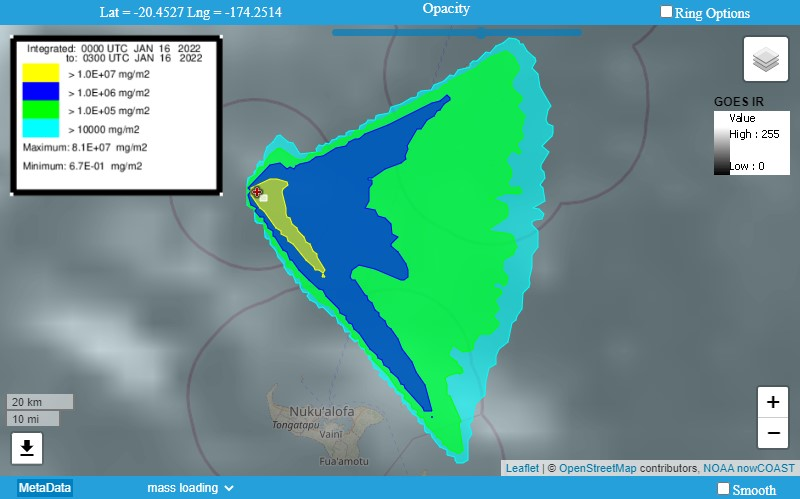 Lat = -20.4527 Lng = -174.2514
Opacity
Ring Options
Integrated: 0000 UTC JAN 16 2022
to: 0300 UTC JAN 16 2022
> 1.0E+07 mg/m2
> 1.0E+06 mg/m2
> 1.0E+05 mg/m2
> 10000 mg/m2
Maximum: 8.1E+07 mg/m2
Minimum: 6.7E-01 mg/m2
GOES IR
Value
High : 255
Low : 0
20 km
10 mi
Nuku'alofa
Tongatapu
Vainī
Fua'amotu
+
−
Leaflet | © OpenStreetMap contributors, NOAA nowCOAST
MetaData
mass loading
Smooth